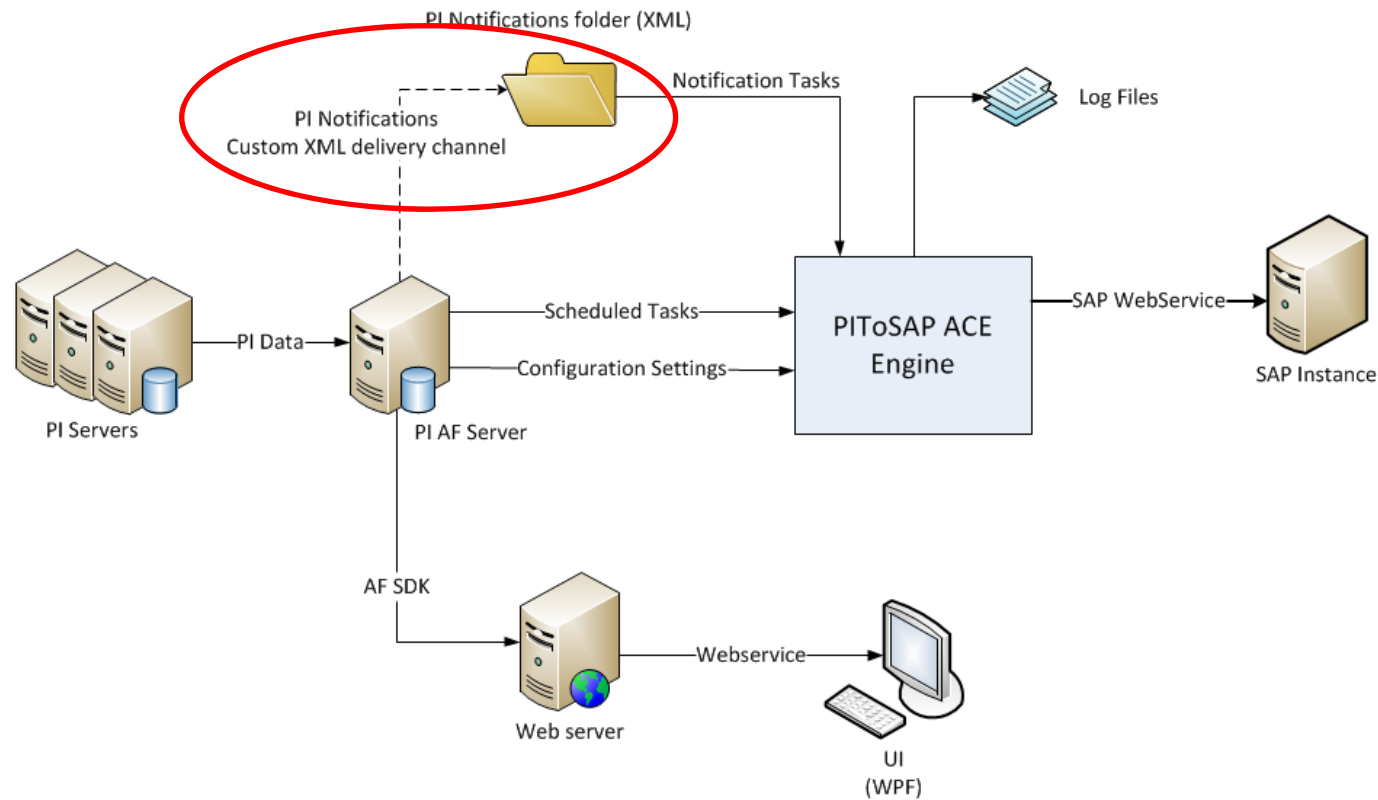 PI Notifications folder (XML)
Notification Tasks
Log Files
PI Notifications
Custom XML delivery channel
Scheduled Tasks
SAP WebService
PIToSAP ACE
Engine
PI Data
Configuration Settings
SAP Instance
PI Servers
PI AF Server
AF SDK
Webservice
Web server
UI
(WPF)